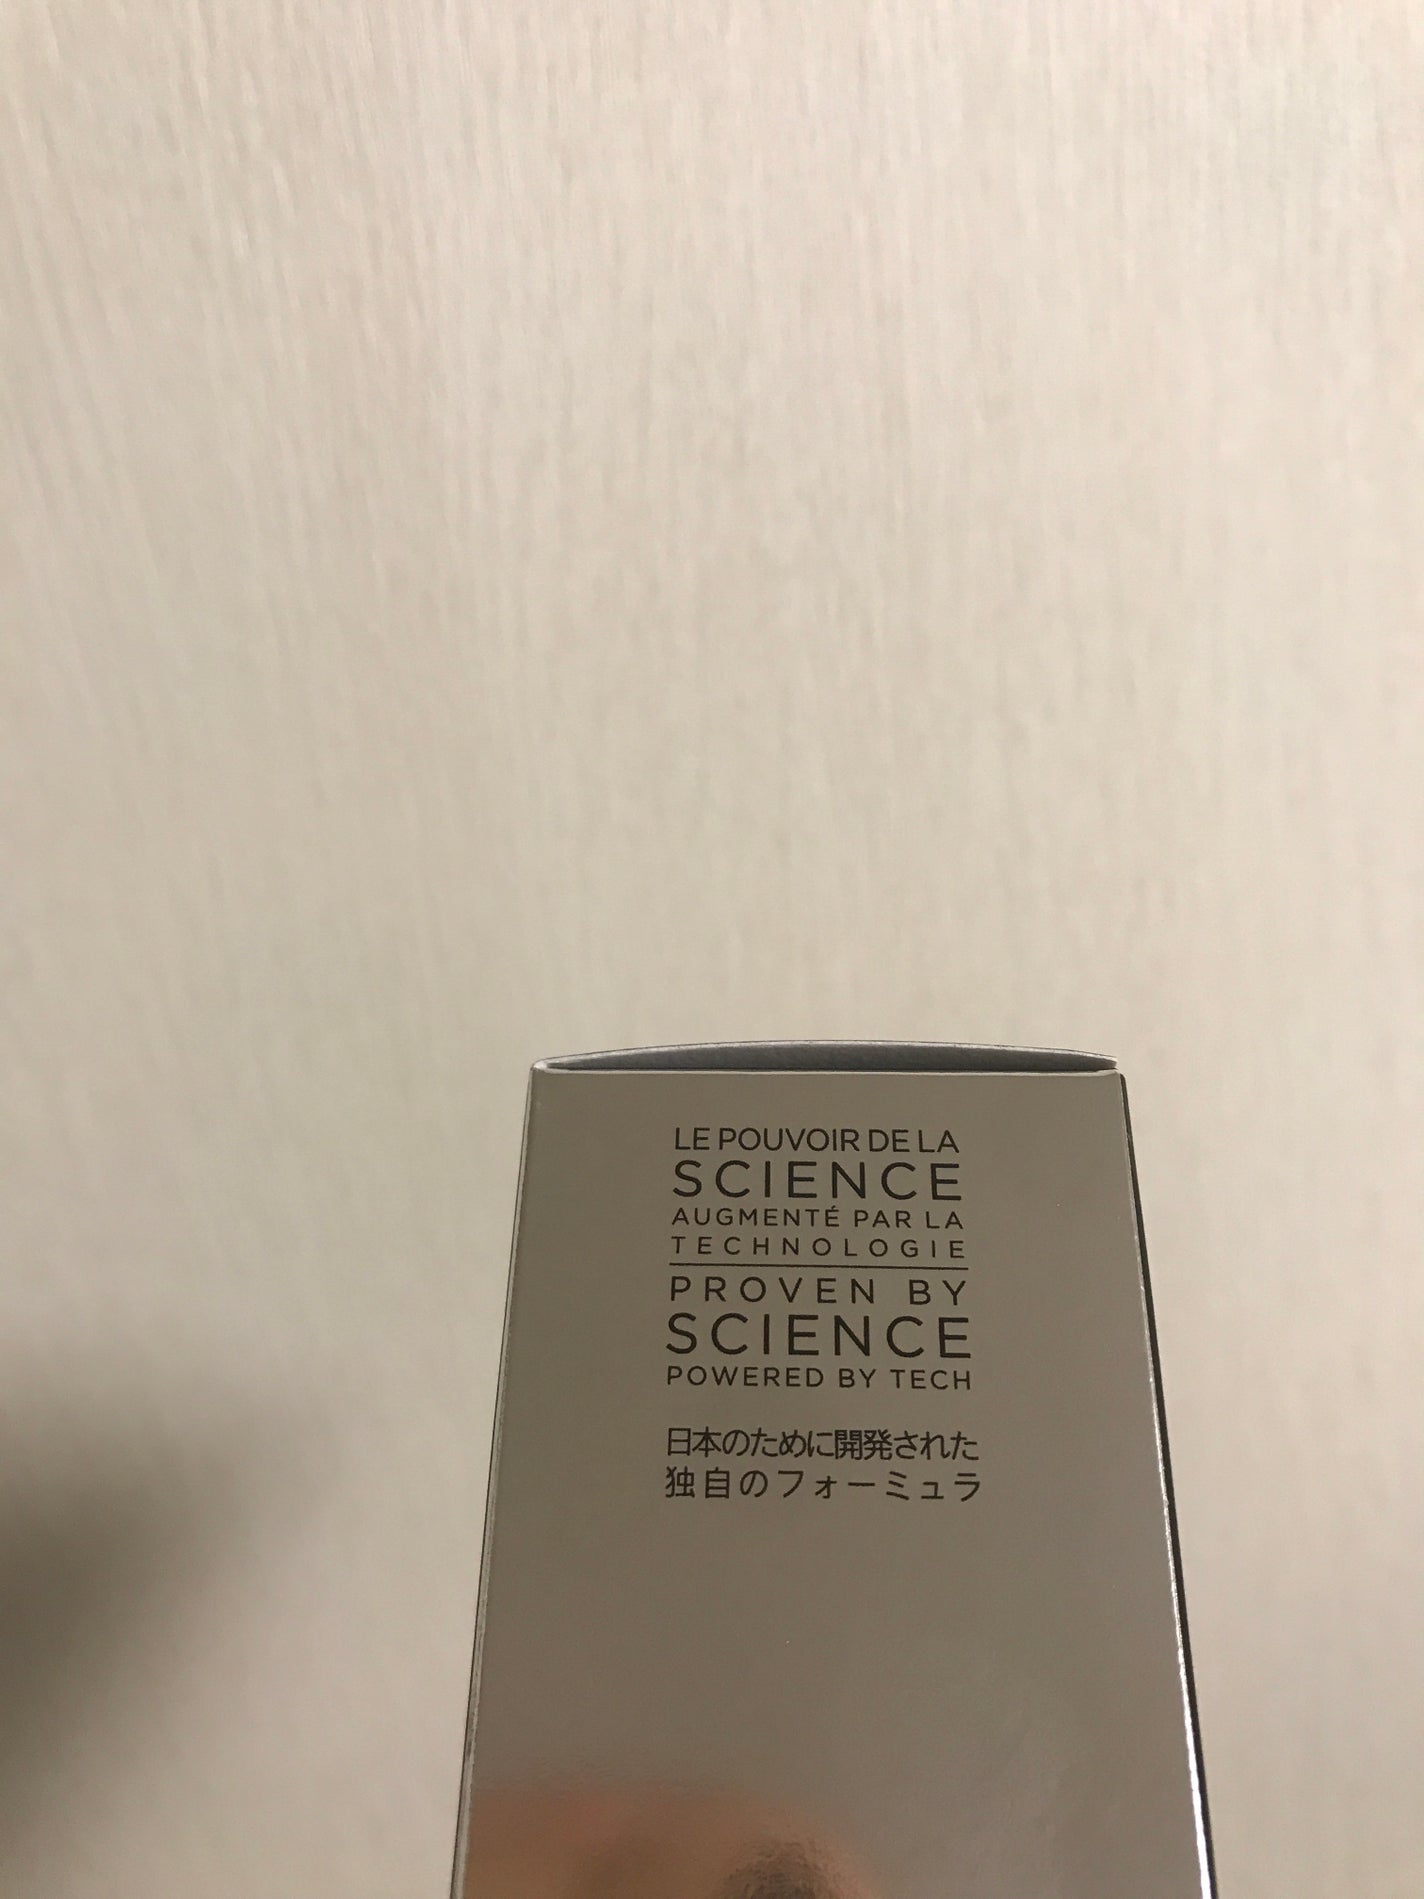 LE POUVOIR DE LA
SCIENCE
AUGMENTÉ PAR LA
TECHNOLOGIE
PROVEN BY
SCIENCE
POWERED BY TECH
日本のために開発された
独自のフォーミュラ